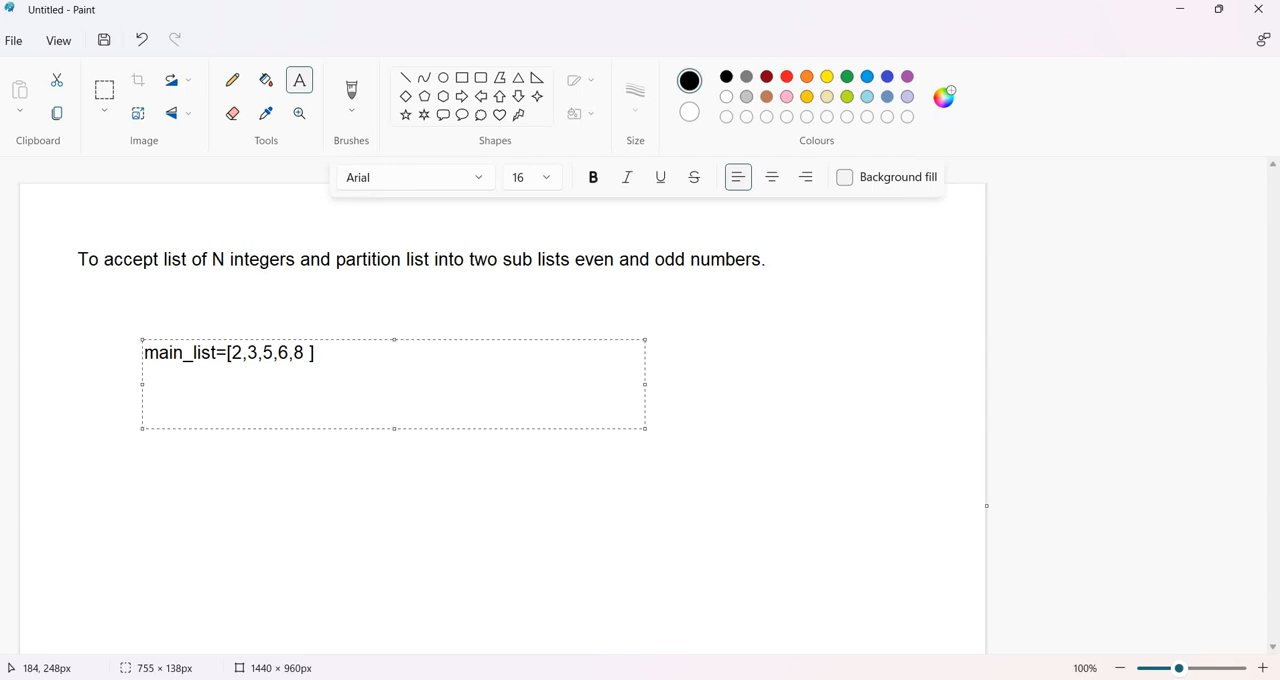 Untitled - Paint
File View
Clipboard Image Tools Brushes Shapes Size Colours
Arial 16 B I U S Background fill
To accept list of N integers and partition list into two sub lists even and odd numbers.
main_list=[2,3,5,6,8 ]
184, 248px 755 × 138px 1440 × 960px 100%